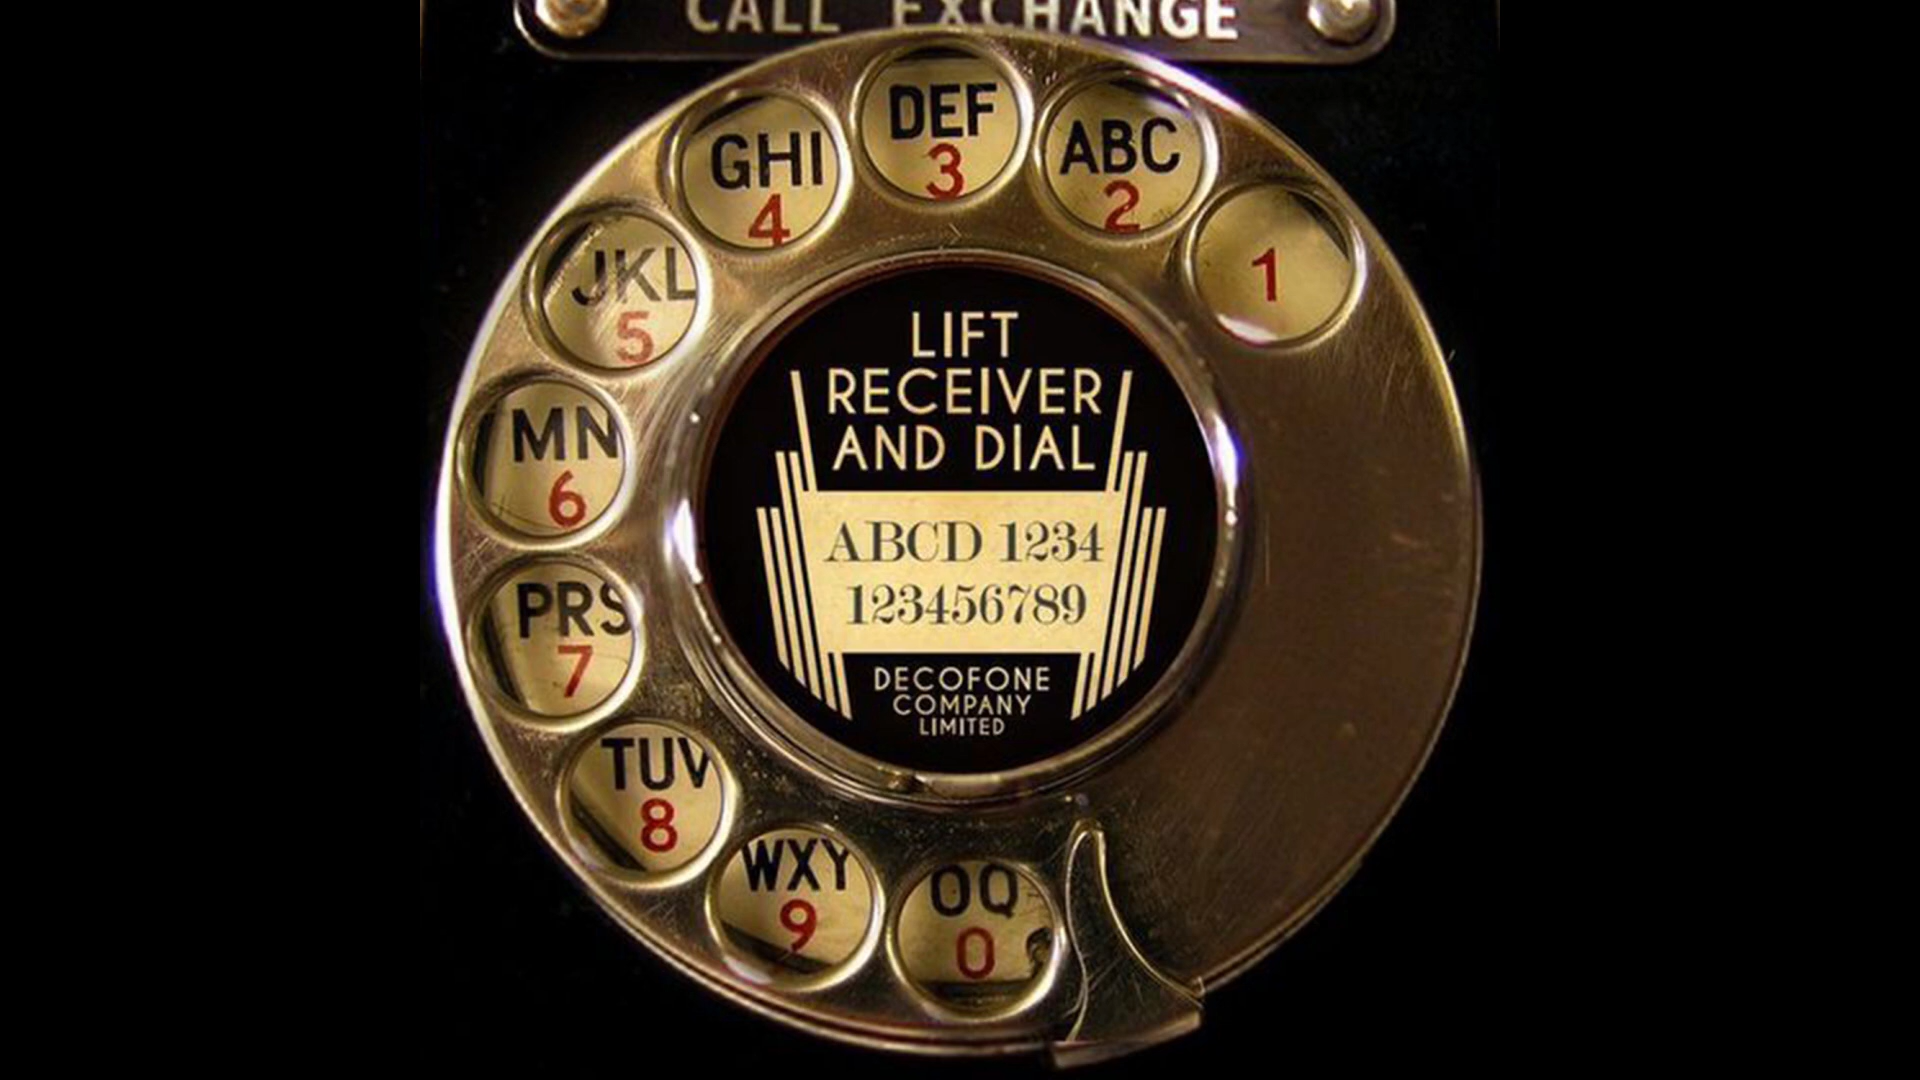 CALL EXCHANGE
DEF
3
ABC
2
1
GHI
4
JKL
5
MN
6
PRS
7
TUV
8
WXY
9
OQ
0
LIFT
RECEIVER
AND DIAL
ABCD 1234
123456789
DECOFONE
COMPANY
LIMITED